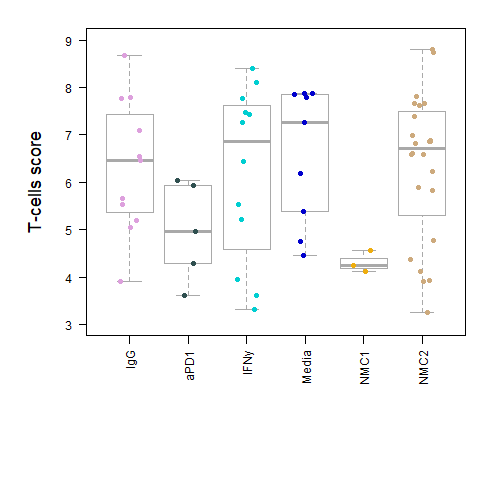 9
8
7
6
5
4
3
T-cells score
IgG
aPD1
IFNy
Media
NMC1
NMC2